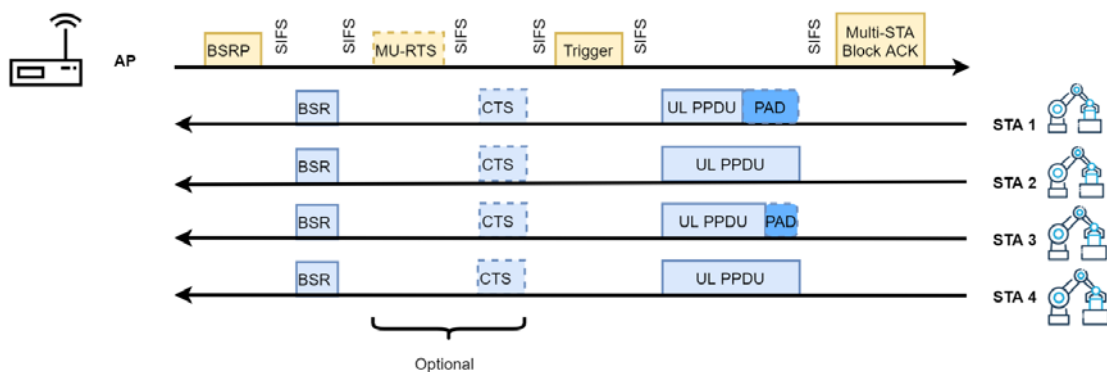 AP
BSRP
SIFS
SIFS
MU-RTS
SIFS
SIFS
Trigger
SIFS
SIFS
Multi-STA
Block ACK
BSR
CTS
UL PPDU
PAD
STA 1
BSR
CTS
UL PPDU
STA 2
BSR
CTS
UL PPDU
PAD
STA 3
BSR
CTS
UL PPDU
STA 4
Optional